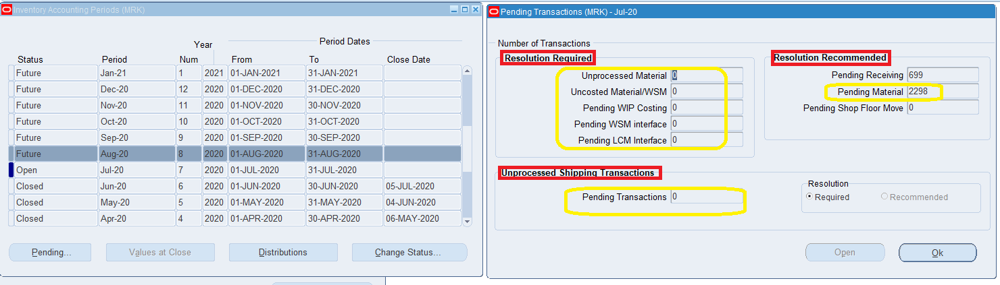 Inventory Accounting Periods (MRK)
Year
Period Dates
Status Period Num From To Close Date
Future Jan-21 1 2021 01-JAN-2021 31-JAN-2021
Future Dec-20 12 2020 01-DEC-2020 31-DEC-2020
Future Nov-20 11 2020 01-NOV-2020 30-NOV-2020
Future Oct-20 10 2020 01-OCT-2020 31-OCT-2020
Future Sep-20 9 2020 01-SEP-2020 30-SEP-2020
Future Aug-20 8 2020 01-AUG-2020 31-AUG-2020
Open Jul-20 7 2020 01-JUL-2020 31-JUL-2020
Closed Jun-20 6 2020 01-JUN-2020 30-JUN-2020 05-JUL-2020
Closed May-20 5 2020 01-MAY-2020 31-MAY-2020 04-JUN-2020
Closed Apr-20 4 2020 01-APR-2020 30-APR-2020 06-MAY-2020
Pending... Values at Close Distributions Change Status...
Pending Transactions (MRK) - Jul-20
Number of Transactions
Resolution Required
Unprocessed Material 0
Uncosted Material/WSM 0
Pending WIP Costing 0
Pending WSM interface 0
Pending LCM Interface 0
Resolution Recommended
Pending Receiving 699
Pending Material 2298
Pending Shop Floor Move 0
Unprocessed Shipping Transactions
Pending Transactions 0
Resolution
Required Recommended
Open Ok